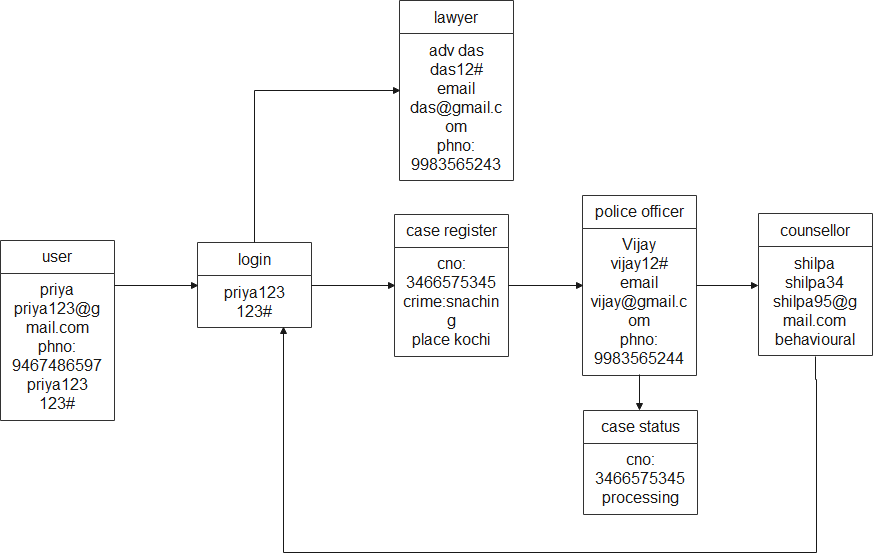 lawyer
adv das
das12#
email
das@gmail.c
om
phno:
9983565243
user
priya
priya123@g
mail.com
phno:
9467486597
priya123
123#
login
priya123
123#
case register
cno:
3466575345
crime:snachin
g
place kochi
police officer
Vijay
vijay12#
email
vijay@gmail.c
om
phno:
9983565244
counsellor
shilpa
shilpa34
shilpa95@g
mail.com
behavioural
case status
cno:
3466575345
processing